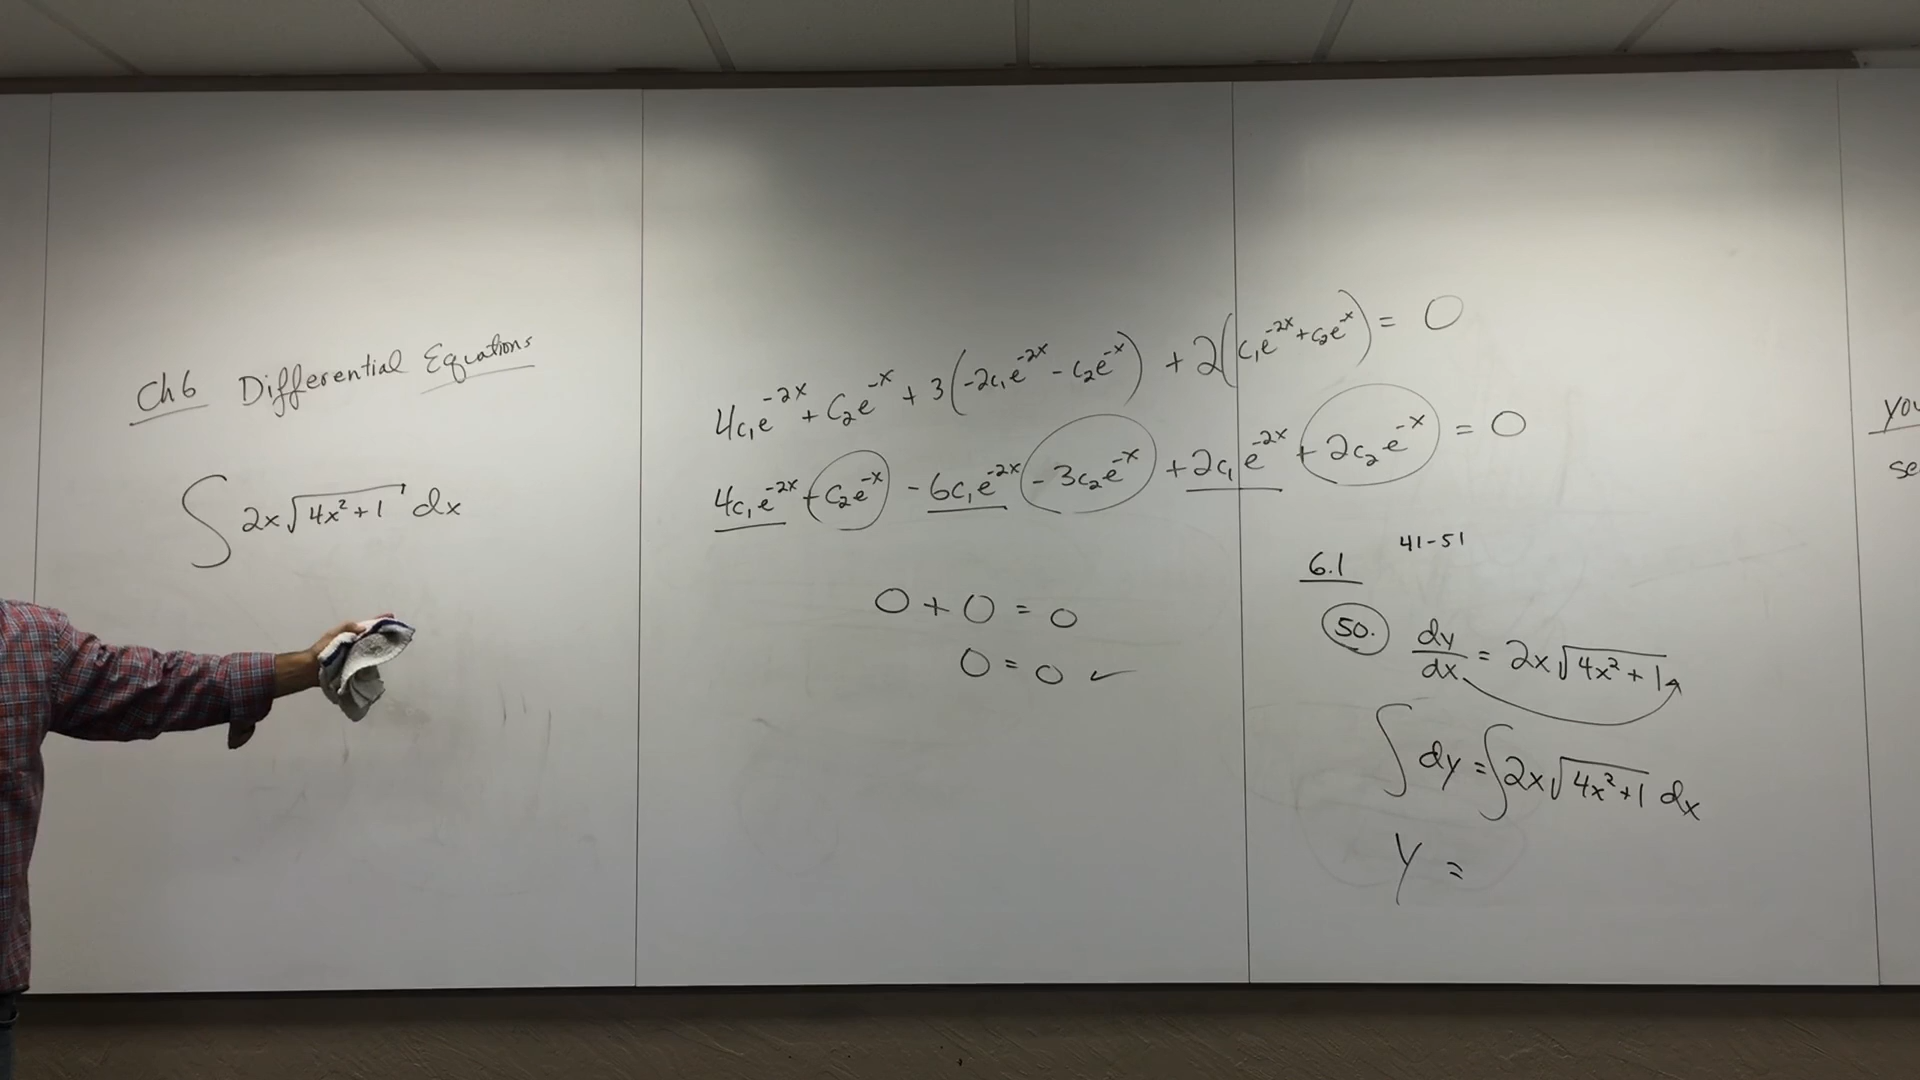 Ch6 Differential Equations
∫ 2x√(4x²+1) dx
4c₁e^(-2x) + c₂e^(-x) + 3(-2c₁e^(-2x) - c₂e^(-x)) + 2(c₁e^(-2x) + c₂e^(-x)) = 0
4c₁e^(-2x) + c₂e^(-x) - 6c₁e^(-2x) - 3c₂e^(-x) + 2c₁e^(-2x) + 2c₂e^(-x) = 0
0 + 0 = 0
0 = 0 ✓
6.1 41-51
50. dy/dx = 2x√(4x²+1)
∫ dy = ∫ 2x√(4x²+1) dx
y =